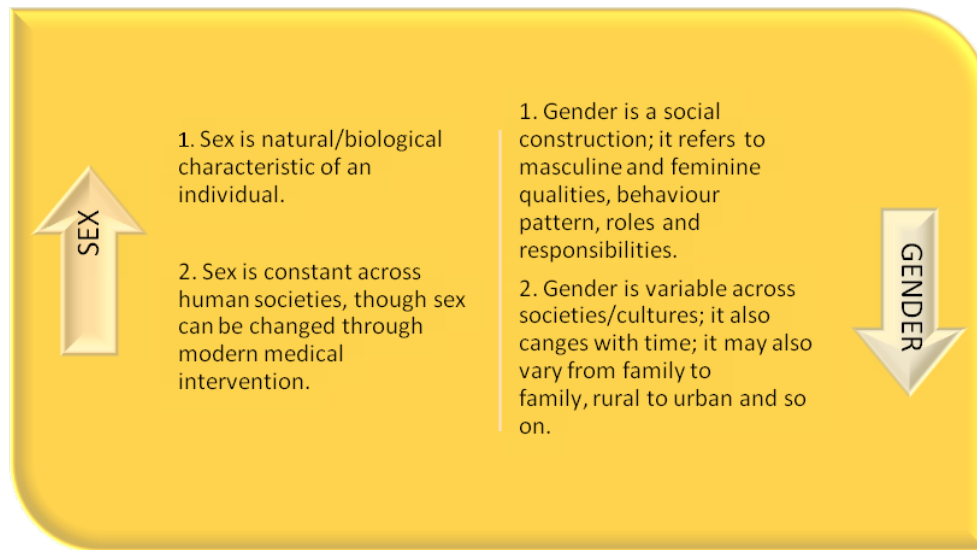 SEX
1. Sex is natural/biological
characteristic of an
individual.
2. Sex is constant across
human societies, though sex
can be changed through
modern medical
intervention.
1. Gender is a social
construction; it refers to
masculine and feminine
qualities, behaviour
pattern, roles and
responsibilities.
2. Gender is variable across
societies/cultures; it also
canges with time; it may also
vary from family to
family, rural to urban and so
on.
GENDER